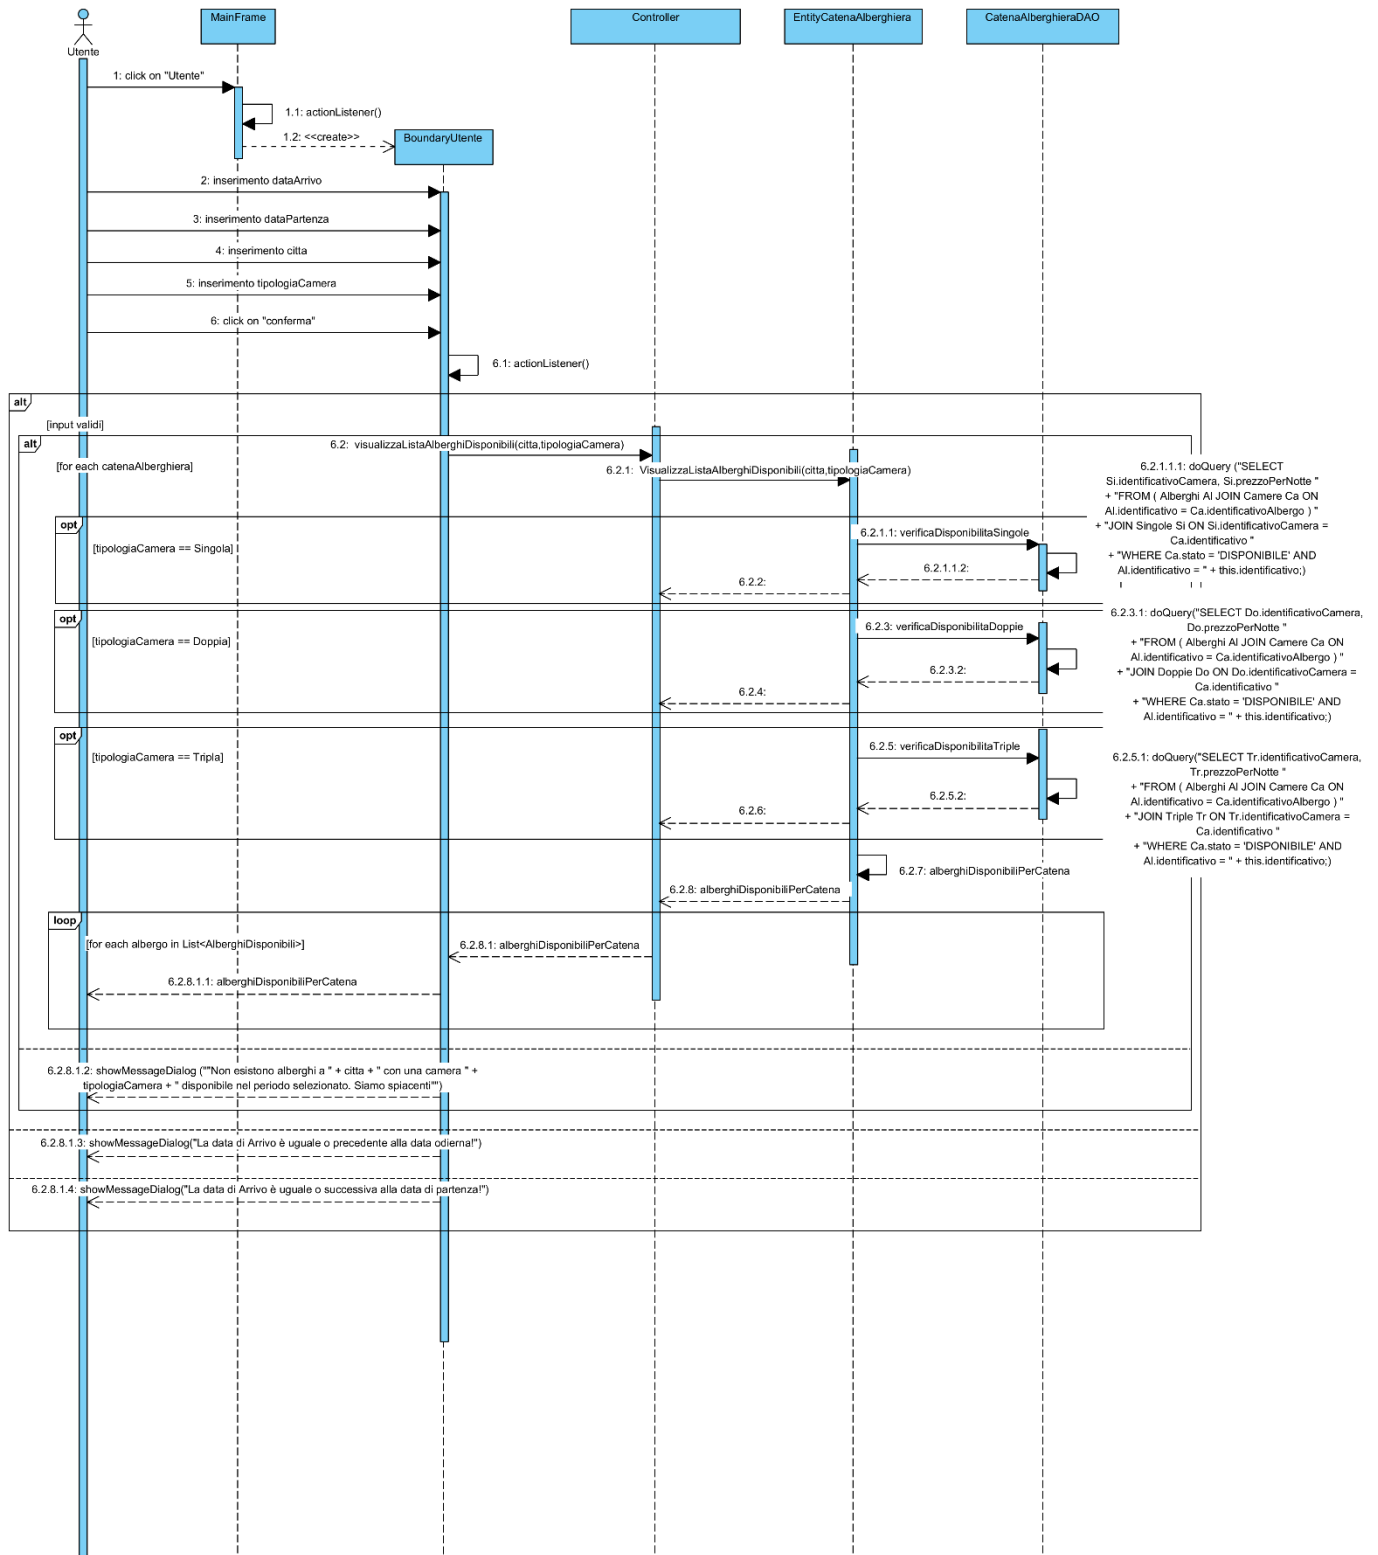 MainFrame
Controller
EntityCatenaAlberghiera
CatenaAlberghieraDAO
Utente
1: click on "Utente"
1.1: actionListener()
1.2: <<create>>
BoundaryUtente
2: inserimento dataArrivo
3: inserimento dataPartenza
4: inserimento citta
5: inserimento tipologiaCamera
6: click on "conferma"
6.1: actionListener()
alt
[input validi]
alt
6.2:  visualizzaListaAlberghiDisponibili(citta,tipologiaCamera)
[for each catenaAlberghiera]
6.2.1:  VisualizzaListaAlberghiDisponibili(citta,tipologiaCamera)
6.2.1.1.1: doQuery ("SELECT
Si.identificativoCamera, Si.prezzoPerNotte "
+ "FROM ( Alberghi Al JOIN Camere Ca ON
Al.identificativo = Ca.identificativoAlbergo ) "
+ "JOIN Singole Si ON Si.identificativoCamera =
Ca.identificativo "
+ "WHERE Ca.stato = 'DISPONIBILE' AND
Al.identificativo = " + this.identificativo;)
opt
[tipologiaCamera == Singola]
6.2.1.1: verificaDisponibilitaSingole
6.2.1.1.2:
6.2.2:
opt
[tipologiaCamera == Doppia]
6.2.3: verificaDisponibilitaDoppie
6.2.3.1: doQuery("SELECT Do.identificativoCamera,
Do.prezzoPerNotte "
+ "FROM ( Alberghi Al JOIN Camere Ca ON
Al.identificativo = Ca.identificativoAlbergo ) "
+ "JOIN Doppie Do ON Do.identificativoCamera =
Ca.identificativo "
+ "WHERE Ca.stato = 'DISPONIBILE' AND
Al.identificativo = " + this.identificativo;)
6.2.3.2:
6.2.4:
opt
[tipologiaCamera == Tripla]
6.2.5: verificaDisponibilitaTriple
6.2.5.1: doQuery("SELECT Tr.identificativoCamera,
Tr.prezzoPerNotte "
+ "FROM ( Alberghi Al JOIN Camere Ca ON
Al.identificativo = Ca.identificativoAlbergo ) "
+ "JOIN Triple Tr ON Tr.identificativoCamera =
Ca.identificativo "
+ "WHERE Ca.stato = 'DISPONIBILE' AND
Al.identificativo = " + this.identificativo;)
6.2.5.2:
6.2.6:
6.2.7: alberghiDisponibiliPerCatena
6.2.8: alberghiDisponibiliPerCatena
loop
[for each albergo in List<AlberghiDisponibili>]
6.2.8.1: alberghiDisponibiliPerCatena
6.2.8.1.1: alberghiDisponibiliPerCatena
6.2.8.1.2: showMessageDialog (""Non esistono alberghi a " + citta + " con una camera " +
tipologiaCamera + " disponibile nel periodo selezionato. Siamo spiacenti"")
6.2.8.1.3: showMessageDialog("La data di Arrivo è uguale o precedente alla data odierna!")
6.2.8.1.4: showMessageDialog("La data di Arrivo è uguale o successiva alla data di partenza!")